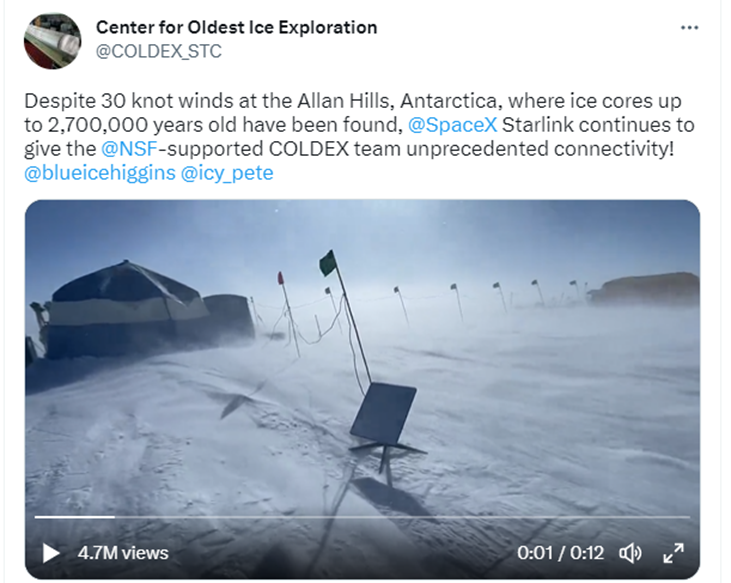 Center for Oldest Ice Exploration
@COLDEX_STC
Despite 30 knot winds at the Allan Hills, Antarctica, where ice cores up
to 2,700,000 years old have been found, @SpaceX Starlink continues to
give the @NSF-supported COLDEX team unprecedented connectivity!
@blueicehiggins @icy_pete
4.7M views
0:01 / 0:12